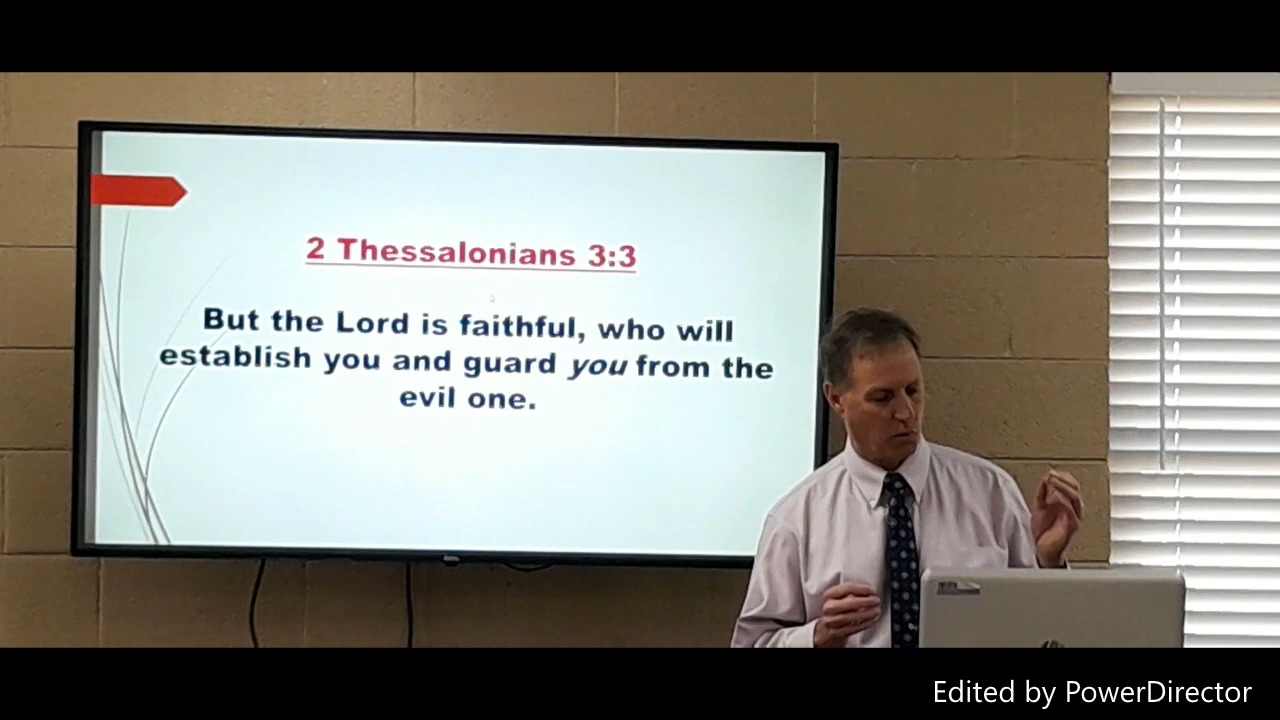 2 Thessalonians 3:3
But the Lord is faithful, who will
establish you and guard you from the
evil one.
Edited by PowerDirector